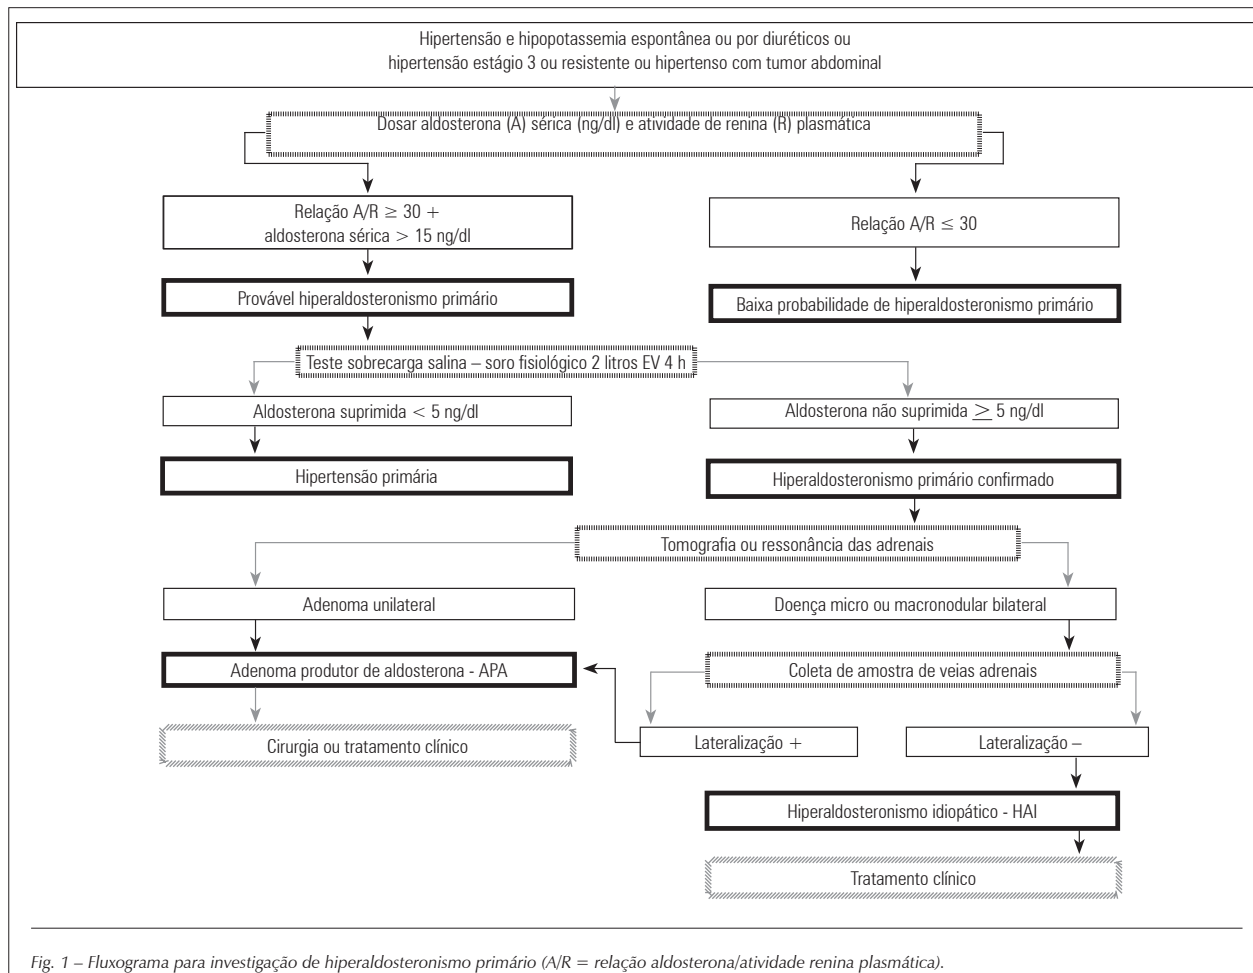 Hipertensão e hipopotassemia espontânea ou por diuréticos ou
hipertensão estágio 3 ou resistente ou hipertenso com tumor abdominal
Dosar aldosterona (A) sérica (ng/dl) e atividade de renina (R) plasmática
Relação A/R ≥ 30 +
aldosterona sérica > 15 ng/dl
Relação A/R ≤ 30
Provável hiperaldosteronismo primário
Baixa probabilidade de hiperaldosteronismo primário
Teste sobrecarga salina – soro fisiológico 2 litros EV 4 h
Aldosterona suprimida < 5 ng/dl
Aldosterona não suprimida ≥ 5 ng/dl
Hipertensão primária
Hiperaldosteronismo primário confirmado
Tomografia ou ressonância das adrenais
Adenoma unilateral
Doença micro ou macronodular bilateral
Adenoma produtor de aldosterona - APA
Coleta de amostra de veias adrenais
Cirurgia ou tratamento clínico
Lateralização +
Lateralização –
Hiperaldosteronismo idiopático - HAI
Tratamento clínico
Fig. 1 – Fluxograma para investigação de hiperaldosteronismo primário (A/R = relação aldosterona/atividade renina plasmática).